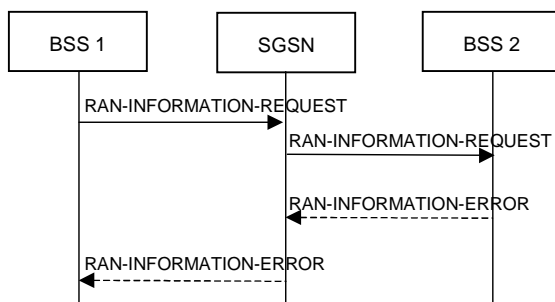 BSS 1
SGSN
BSS 2
RAN-INFORMATION-REQUEST
RAN-INFORMATION-REQUEST
RAN-INFORMATION-ERROR
RAN-INFORMATION-ERROR